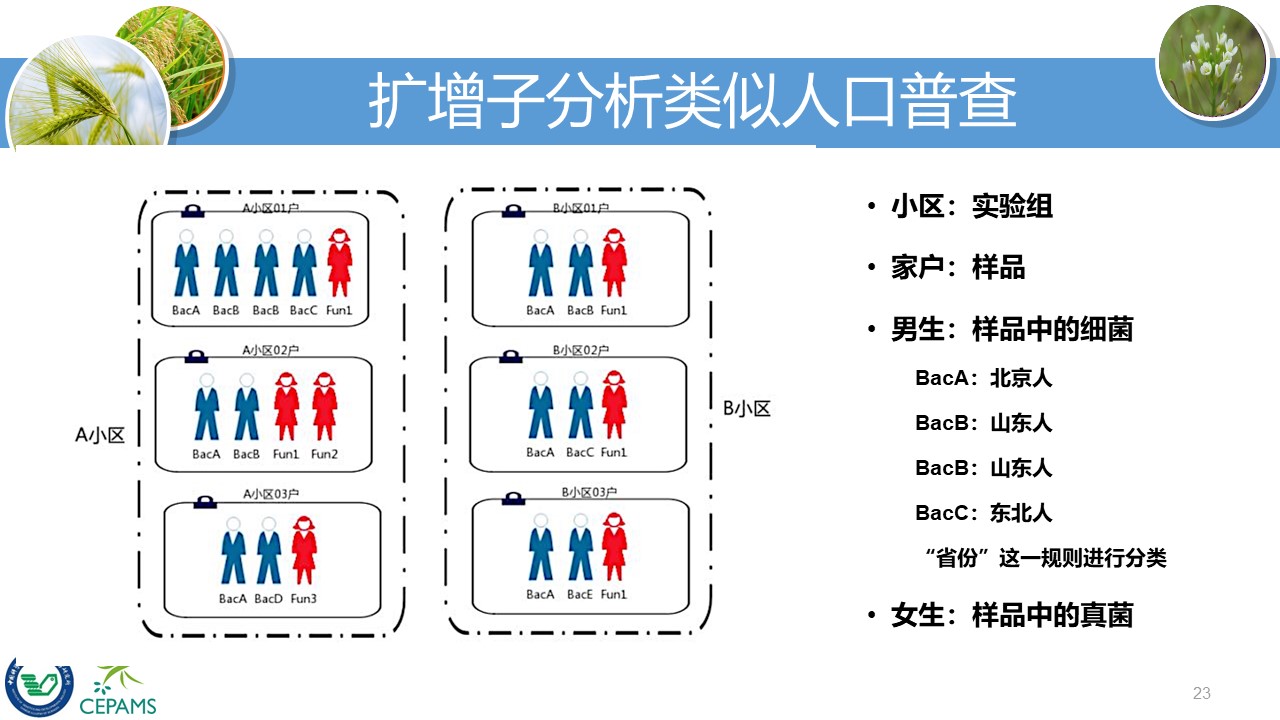 扩增子分析类似人口普查
A小区
A小区01户
BacA BacB BacB BacC Fun1
A小区02户
BacA BacB Fun1 Fun2
A小区03户
BacA BacD Fun3
B小区01户
BacA BacB Fun1
B小区02户
BacA BacC Fun1
B小区03户
BacA BacE Fun1
B小区
• 小区：实验组
• 家户：样品
• 男生：样品中的细菌
BacA：北京人
BacB：山东人
BacB：山东人
BacC：东北人
“省份”这一规则进行分类
• 女生：样品中的真菌
CEPAMS
23